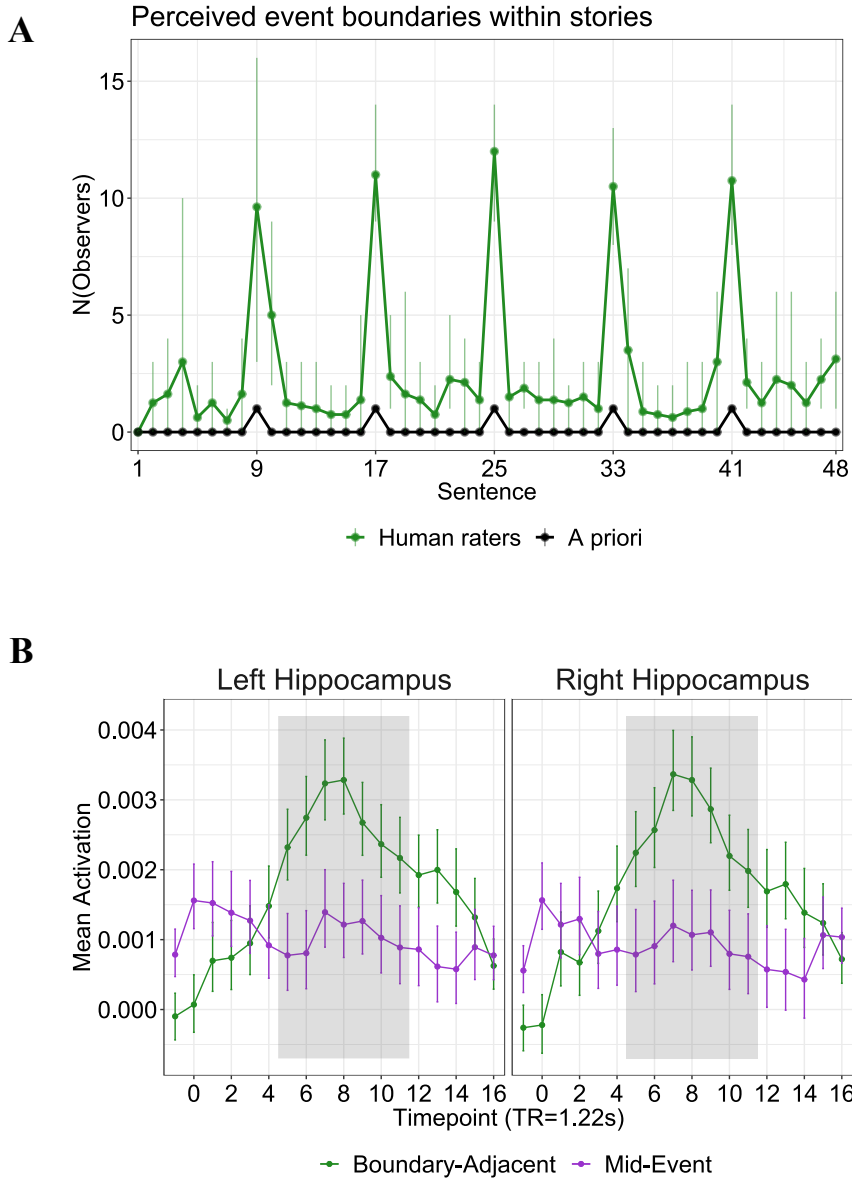 A
Perceived event boundaries within stories
N(Observers)
15
10
5
0
1 9 17 25 33 41 48
Sentence
Human raters A priori
B
Left Hippocampus Right Hippocampus
Mean Activation
0.004
0.003
0.002
0.001
0.000
0 2 4 6 8 10 12 14 16 0 2 4 6 8 10 12 14 16
Timepoint (TR=1.22s)
Boundary-Adjacent Mid-Event